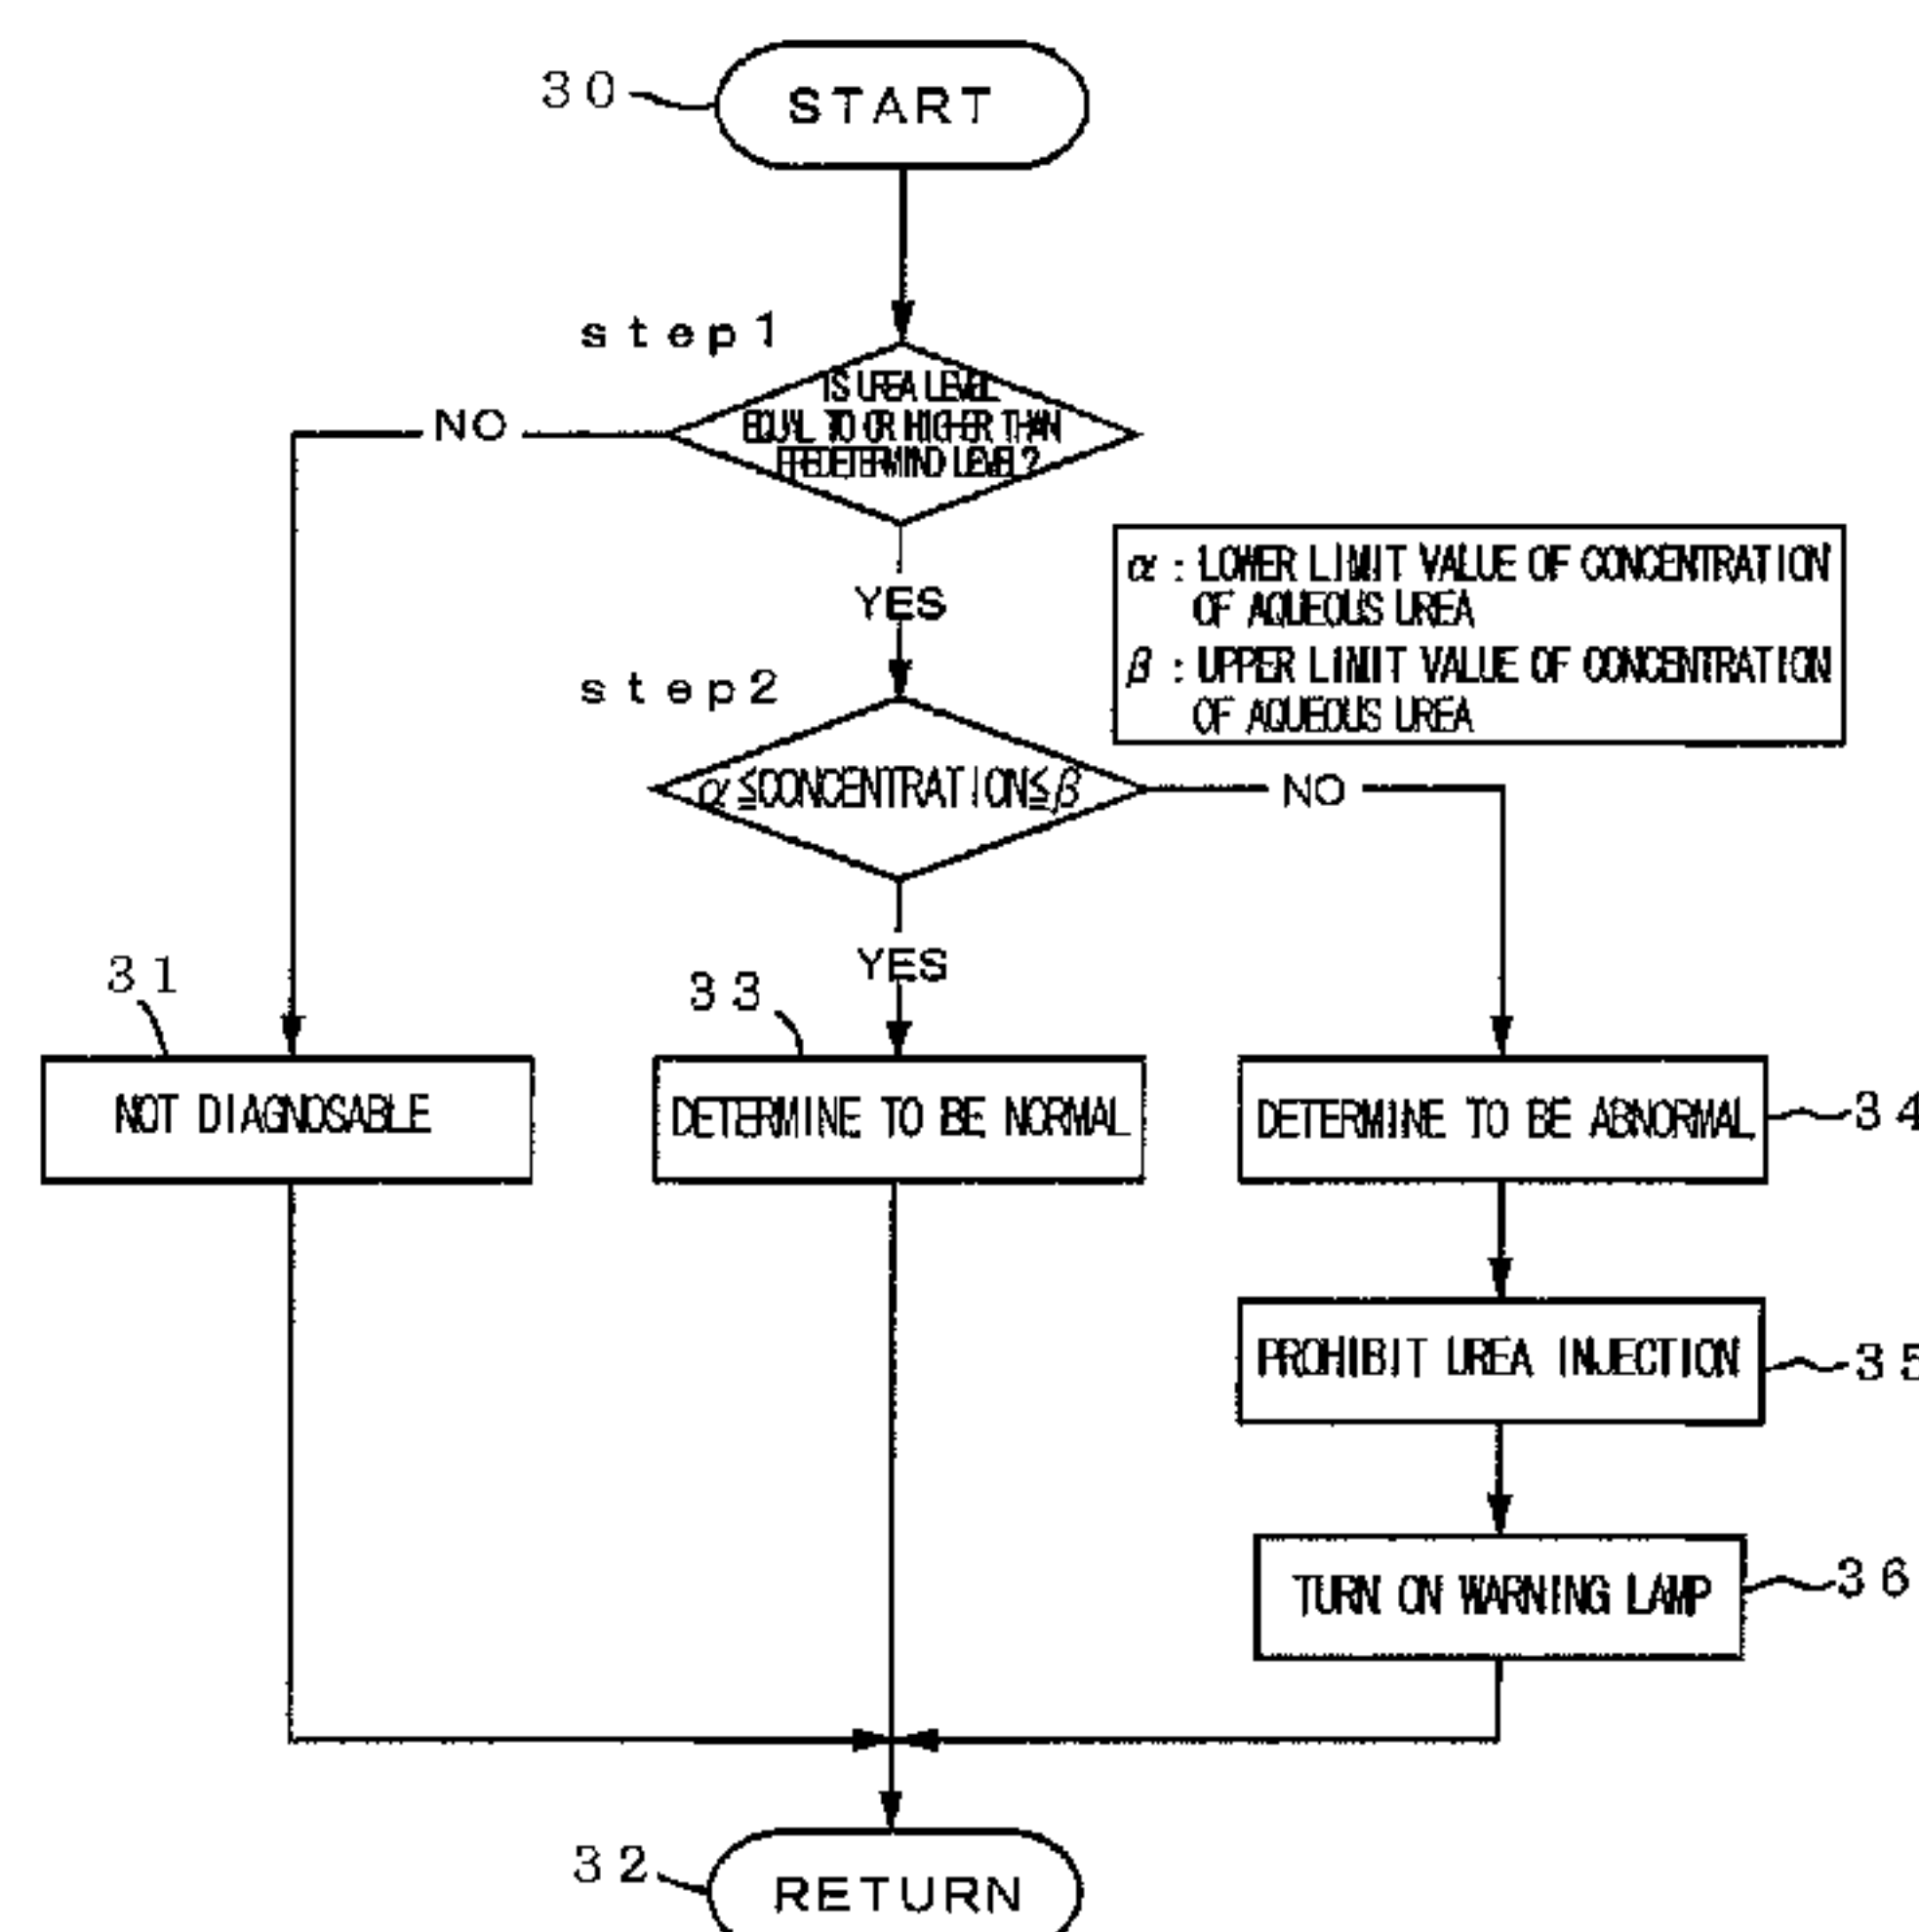 30
START
step1
IS UREA LEVEL
EQUAL TO OR HIGHER THAN
PREDETERMIND LEVEL?
NO
YES
α : LOWER LIMIT VALUE OF CONCENTRATION
OF AQUEOUS UREA
β : UPPER LIMIT VALUE OF CONCENTRATION
OF AQUEOUS UREA
step2
α≦CONCENTRATION≦β
NO
YES
31
33
NOT DIAGNOSABLE
DETERMINE TO BE NORMAL
DETERMINE TO BE ABNORMAL
34
PROHIBIT UREA INJECTION
35
TURN ON WARNING LAMP
36
32
RETURN